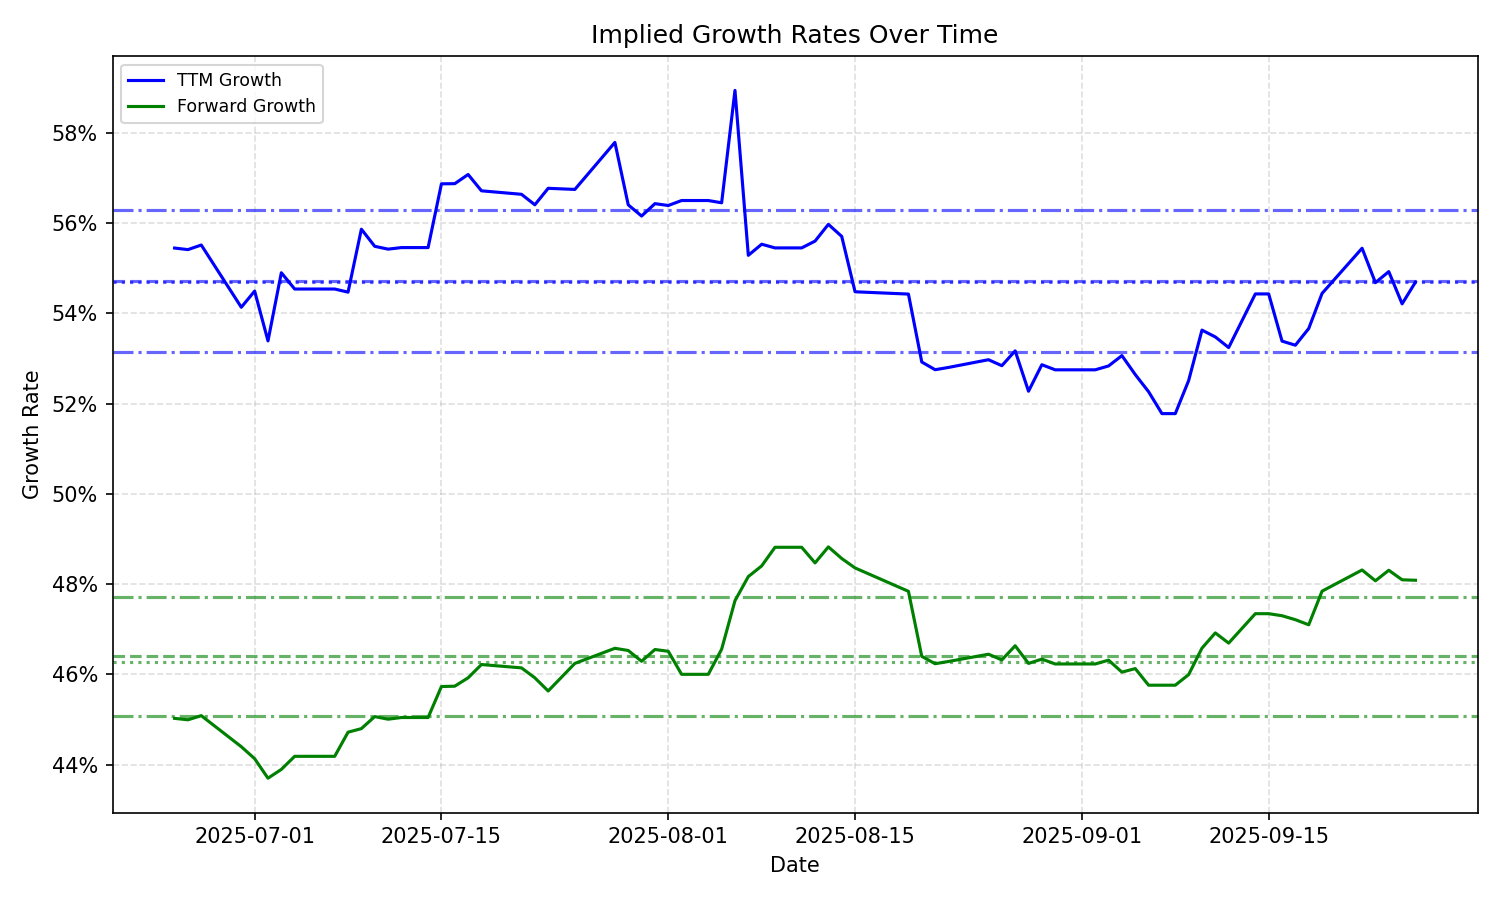 Implied Growth Rates Over Time
TTM Growth
Forward Growth
58%
56%
54%
52%
50%
48%
46%
44%
Growth Rate
2025-07-01
2025-07-15
2025-08-01
2025-08-15
2025-09-01
2025-09-15
Date